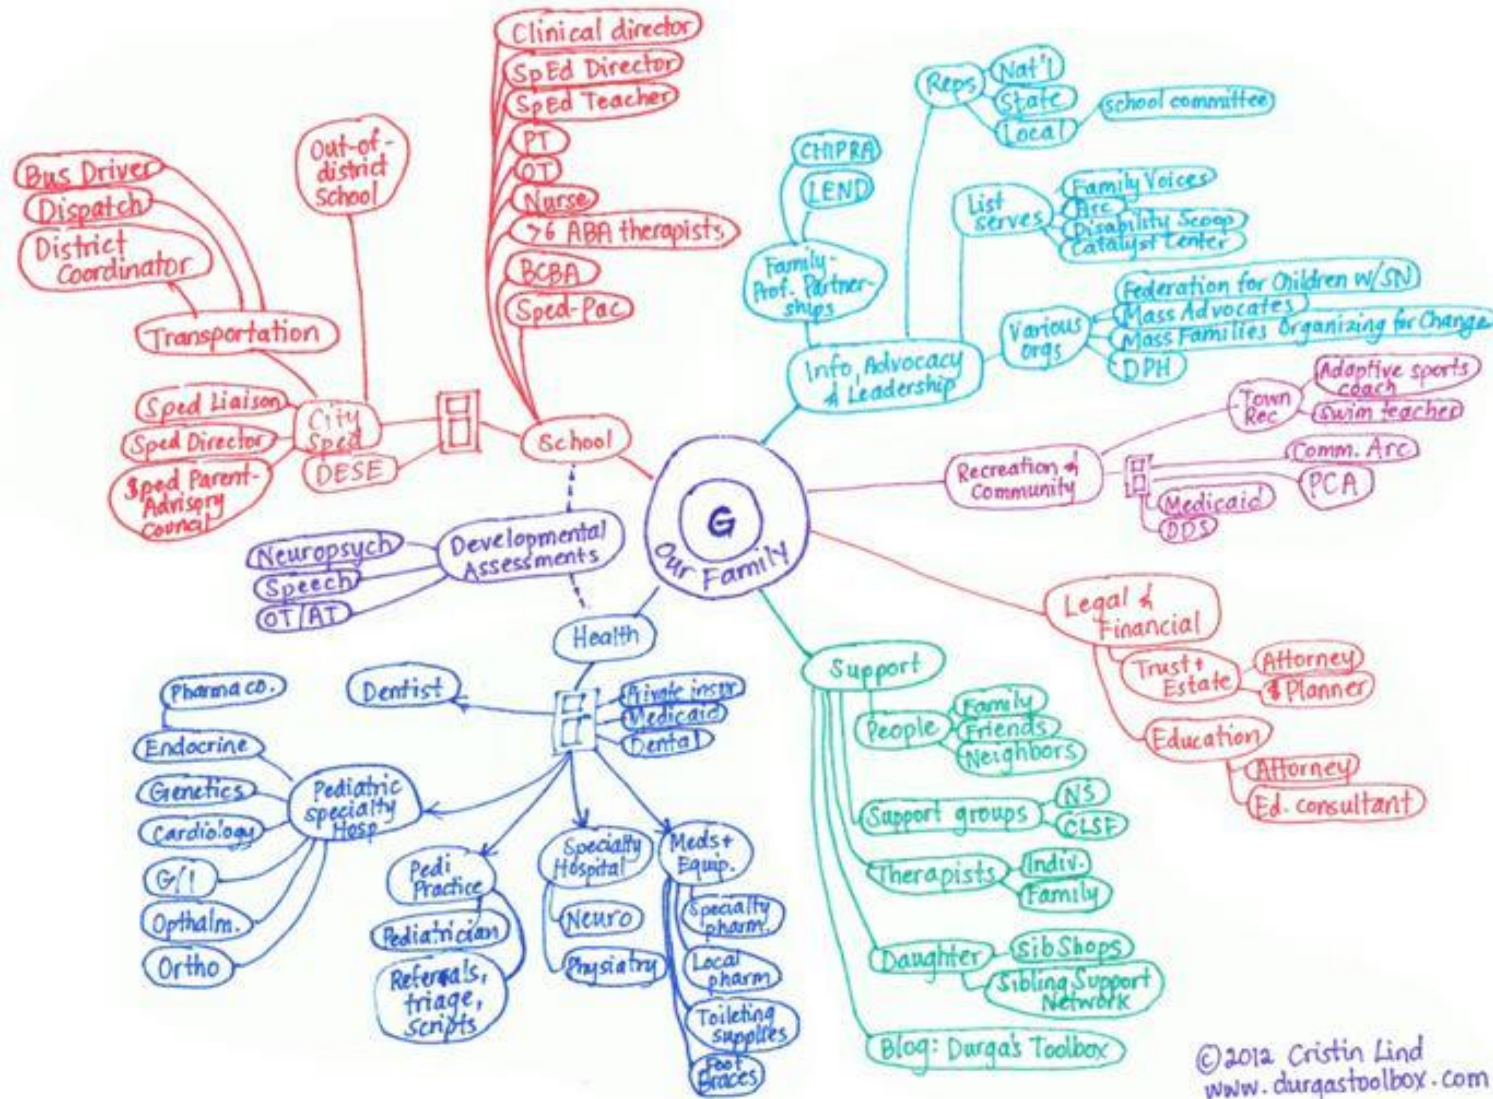 Clinical director
SpEd Director
SpEd Teacher
PT
OT
Nurse
>6 ABA therapists
BCBA
Sped-Pac
Out-of-
district
School
Bus Driver
Dispatch
District
Coordinator
Transportation
Sped Liaison
Sped Director
Sped Parent-
Advisory
Council
City
Sped
DESE
School
Reps
Nat'l
State
Local
school committee
CHIPRA
LEND
Family-
Prof. Partner-
ships
List
serves
Family Voices
Arc
Disability Scoop
Catalyst Center
Various
orgs
Federation for Children w/SN
Mass Advocates
Mass Families Organizing for Change
DPH
Info, Advocacy
& Leadership
Town
Rec
Adaptive sports
coach
Swim teacher
Recreation &
Community
Comm. Arc
PCA
Medicaid
DDS
G
Our Family
Developmental
Assessments
Neuropsych
Speech
OT/AT
Health
Legal &
Financial
Trust +
Estate
Attorney
$ Planner
Education
Attorney
Ed. consultant
Support
People
Family
Friends
Neighbors
Support groups
NS
CLSF
Therapists
Indiv.
Family
Daughter
SibShops
Sibling Support
Network
Blog: Durga's Toolbox
Dentist
Private insur
Medicaid
Dental
Pharmaco.
Endocrine
Genetics
Cardiology
G/I
Opthalm.
Ortho
Pediatric
specialty
Hosp
Pedi
Practice
Pediatrician
Referrals,
triage,
scripts
Specialty
Hospital
Neuro
Physiatry
Meds +
Equip.
Specialty
pharm.
Local
pharm
Toileting
supplies
Foot
Braces
©2012 Cristin Lind
www.durgastoolbox.com